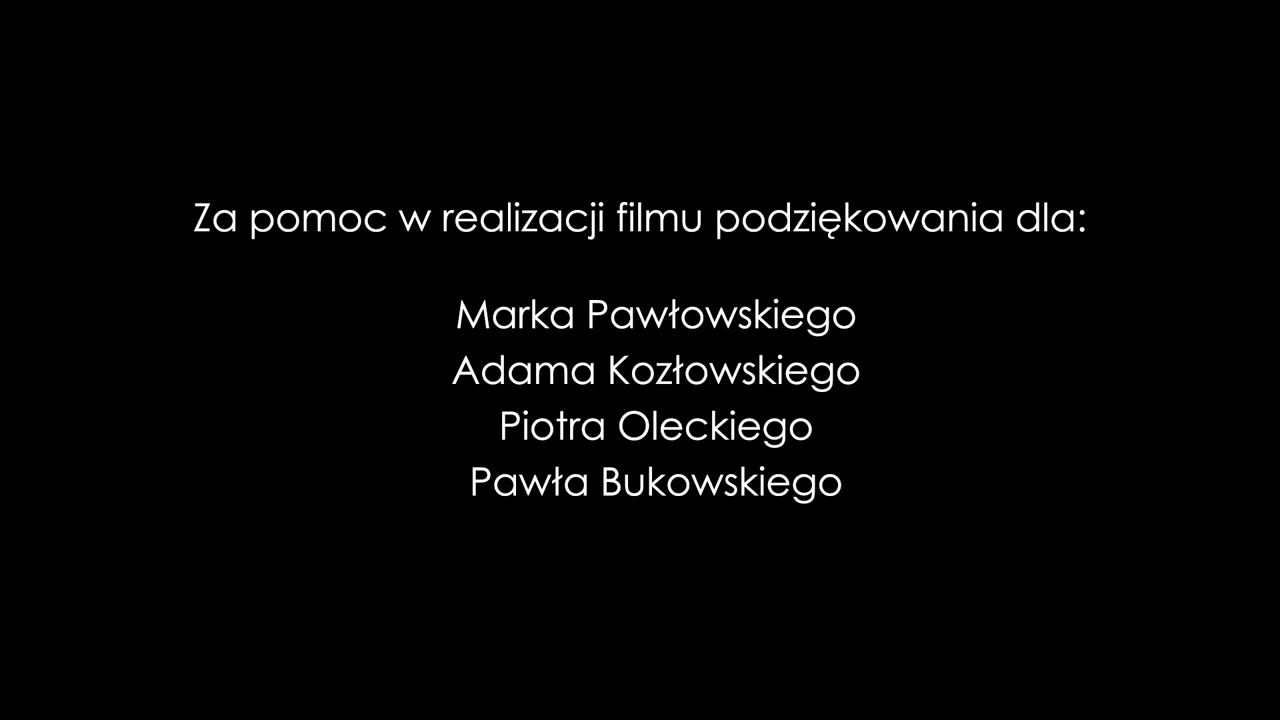 Za pomoc w realizacji filmu podziękowania dla:
Marka Pawłowskiego
Adama Kozłowskiego
Piotra Oleckiego
Pawła Bukowskiego